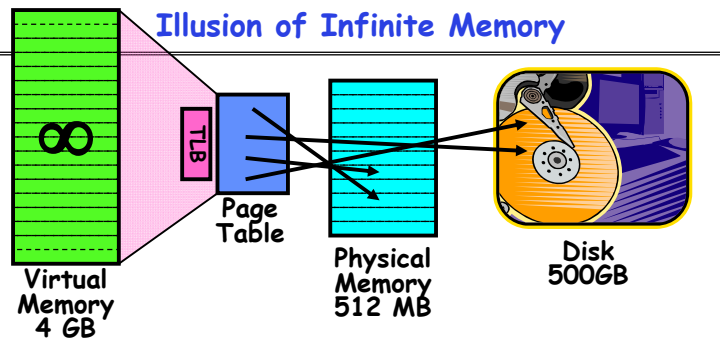 Illusion of Infinite Memory
∞
TLB
Page
Table
Virtual
Memory
4 GB
Physical
Memory
512 MB
Disk
500GB